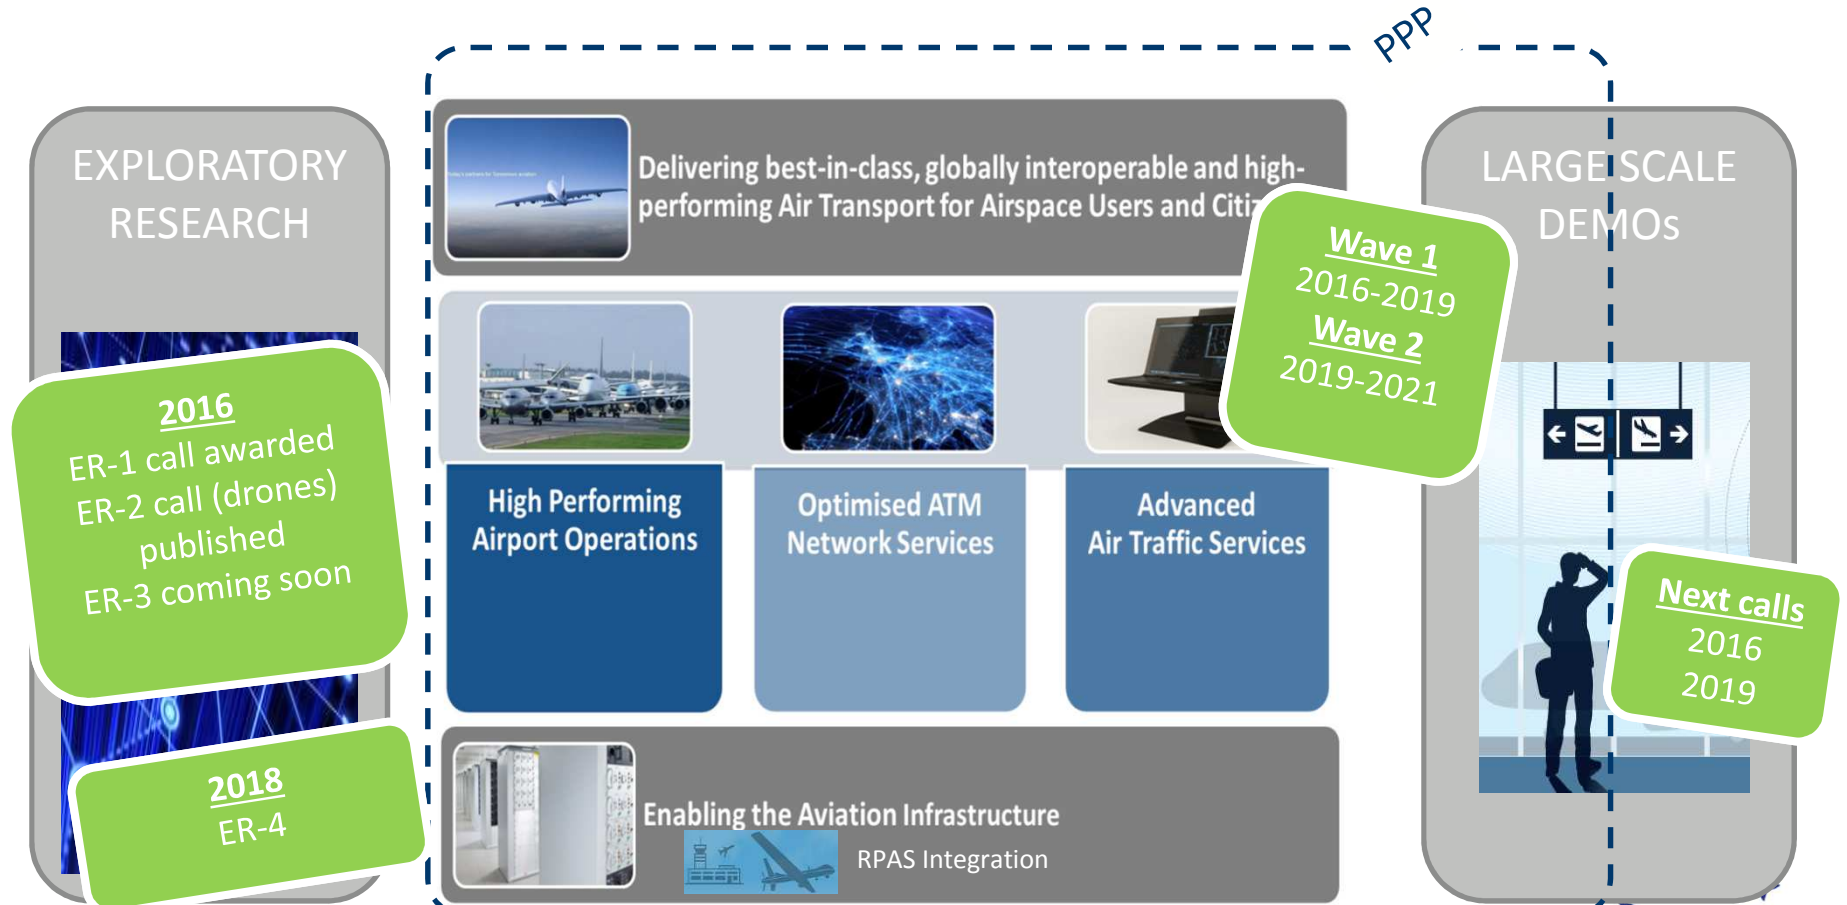 PPP
EXPLORATORY
RESEARCH
2016
ER-1 call awarded
ER-2 call (drones)
published
ER-3 coming soon
2018
ER-4
Delivering best-in-class, globally interoperable and high-
performing Air Transport for Airspace Users and
High Performing
Airport Operations
Optimised ATM
Network Services
Advanced
Air Traffic Services
Enabling the Aviation Infrastructure
RPAS Integration
Wave 1
2016-2019
Wave 2
2019-2021
LARGE SCALE
DEMOs
Next calls
2016
2019